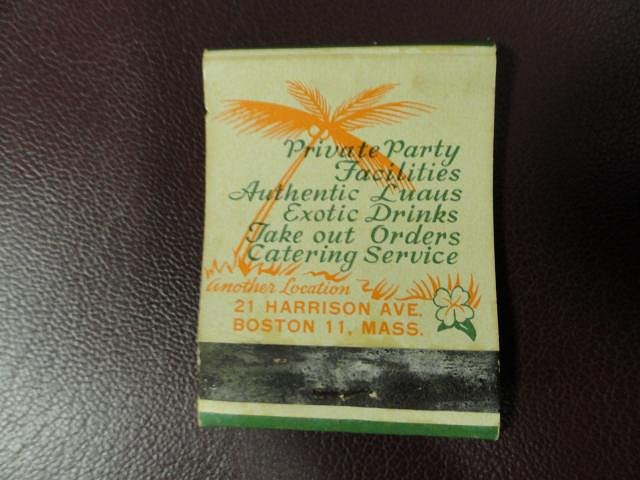 Private Party
Facilities
Authentic Luaus
Exotic Drinks
Take out Orders
Catering Service
Another Location
21 HARRISON AVE.
BOSTON 11, MASS.